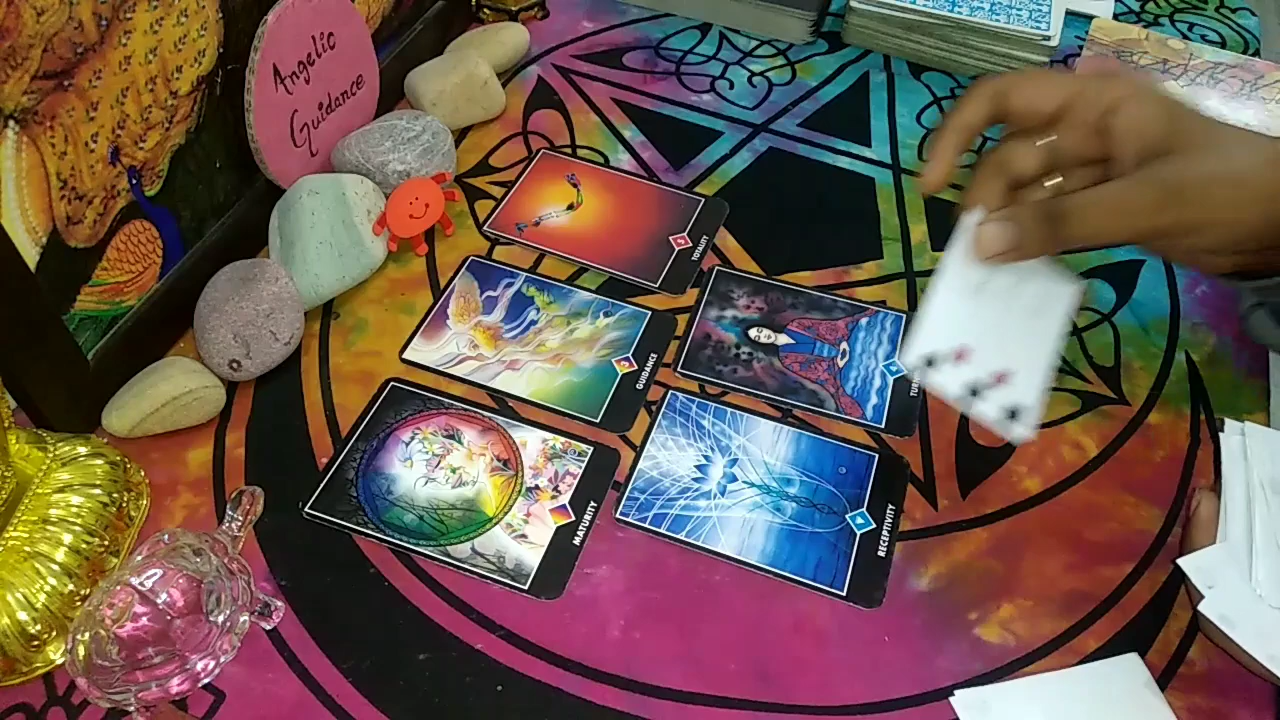 Angelic
Guidance
TOTALITY
GUIDANCE
MATURITY
RECEPTIVITY